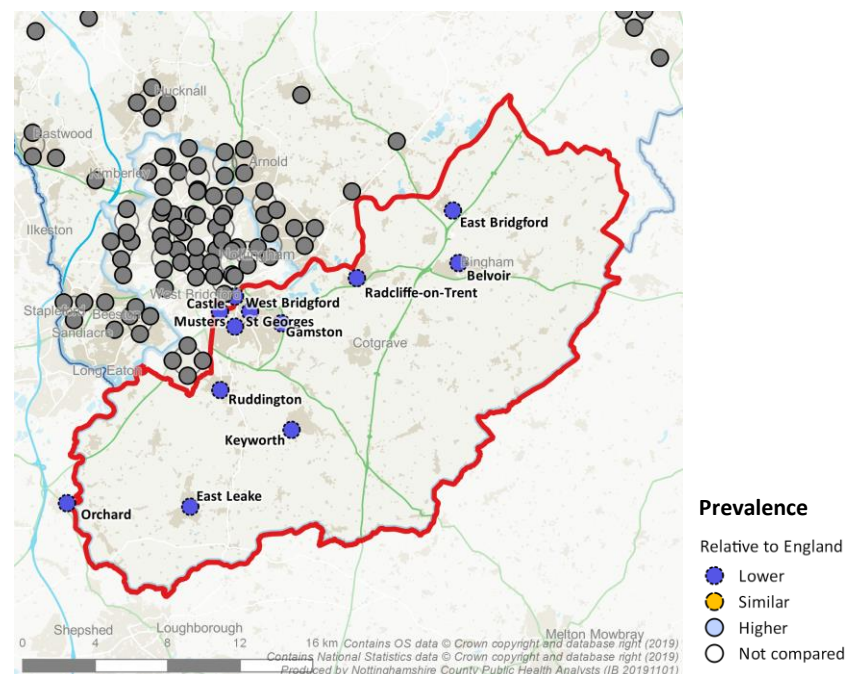 Hucknall
Eastwood
Arnold
Kimberley
East Bridgford
Ilkeston
Nottingham
Bingham
Belvoir
West Bridgford
Radcliffe-on-Trent
Castle
West Bridgford
Stapleford
Beeston
Musters
St Georges
Gamston
Sandiacre
Cotgrave
Long Eaton
Ruddington
Keyworth
East Leake
Orchard
Prevalence
Relative to England
Lower
Similar
Higher
Not compared
Shepshed
Loughborough
Melton Mowbray
0
4
8
12
16 km
Contains OS data © Crown copyright and database right (2019)
Contains National Statistics data © Crown copyright and database right (2019)
Produced by Nottinghamshire County Public Health Analysts (IB 20191101)